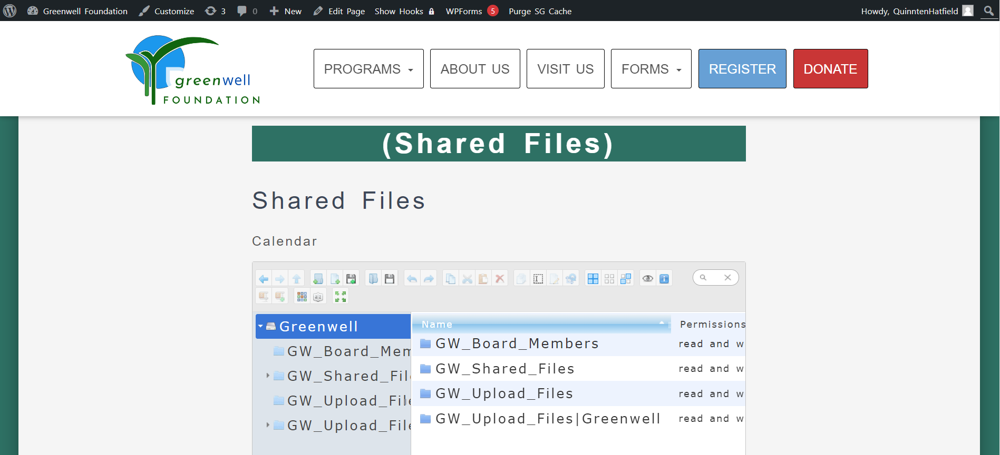 Greenwell Foundation Customize 3 0 New Edit Page Show Hooks WPForms 5 Purge SG Cache Howdy, QuinntenHatfield
greenwell
FOUNDATION
PROGRAMS ABOUT US VISIT US FORMS REGISTER DONATE
(Shared Files)
Shared Files
Calendar
Greenwell
GW_Board_Mem
GW_Shared_File
GW_Upload_File
GW_Upload_File
Name Permissions
GW_Board_Members read and w
GW_Shared_Files read and w
GW_Upload_Files read and w
GW_Upload_Files|Greenwell read and w